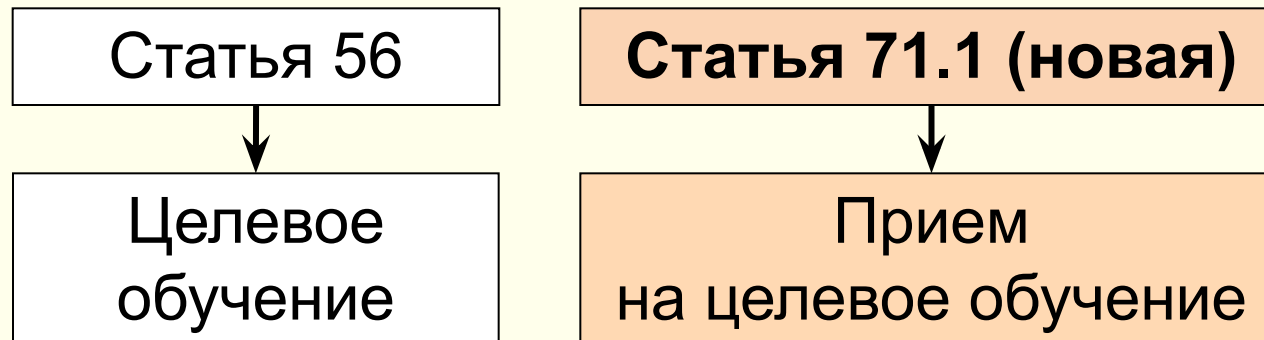 Статья 56
Статья 71.1 (новая)
Целевое
обучение
Прием
на целевое обучение